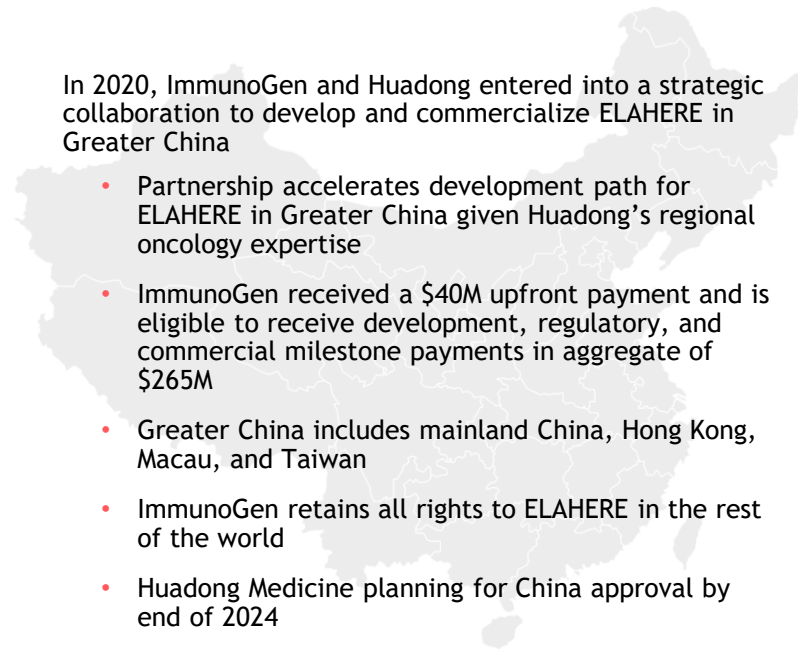 In 2020, ImmunoGen and Huadong entered into a strategic
collaboration to develop and commercialize ELAHERE in
Greater China
• Partnership accelerates development path for
ELAHERE in Greater China given Huadong’s regional
oncology expertise
• ImmunoGen received a $40M upfront payment and is
eligible to receive development, regulatory, and
commercial milestone payments in aggregate of
$265M
• Greater China includes mainland China, Hong Kong,
Macau, and Taiwan
• ImmunoGen retains all rights to ELAHERE in the rest
of the world
• Huadong Medicine planning for China approval by
end of 2024